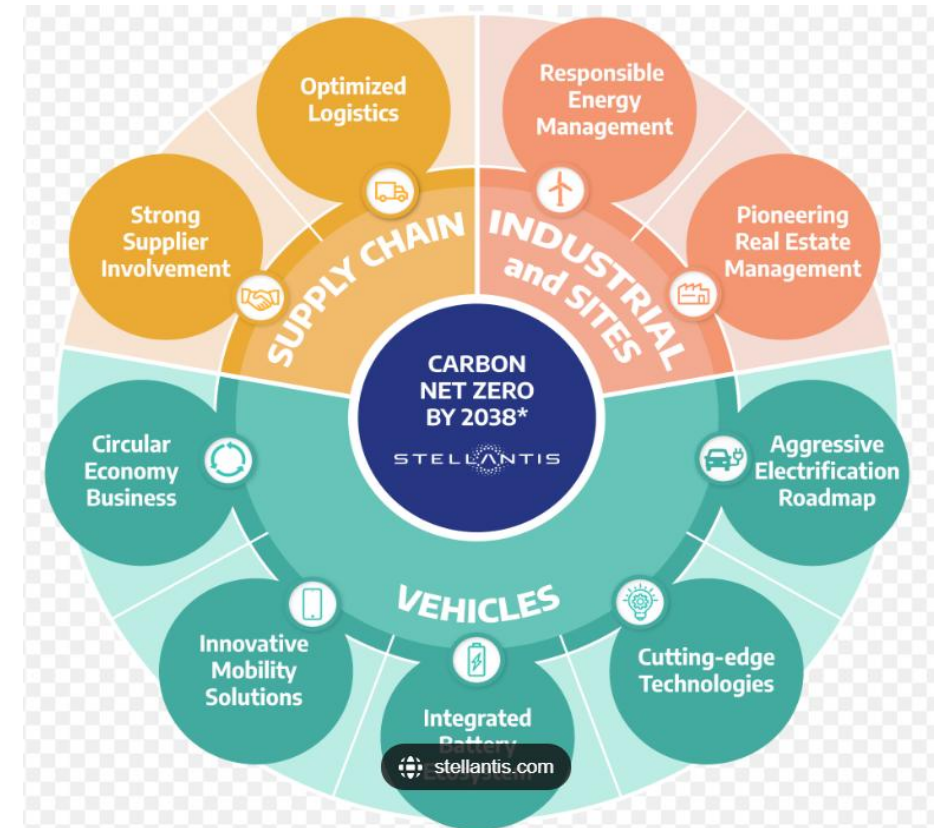 Optimized
Logistics
Responsible
Energy
Management
Strong
Supplier
Involvement
Pioneering
Real Estate
Management
SUPPLY CHAIN
INDUSTRIAL
and SITES
CARBON
NET ZERO
BY 2038*
STELLANTIS
Circular
Economy
Business
Aggressive
Electrification
Roadmap
VEHICLES
Innovative
Mobility
Solutions
Cutting-edge
Technologies
Integrated
Battery
Ecosystem
stellantis.com